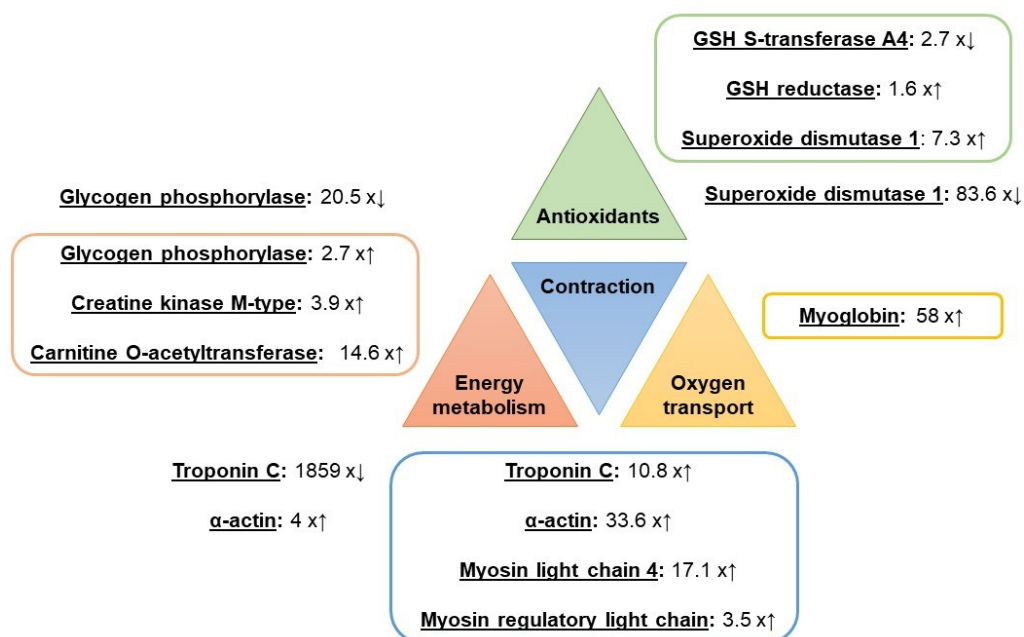 GSH S-transferase A4: 2.7 x↓
GSH reductase: 1.6 x↑
Superoxide dismutase 1: 7.3 x↑
Superoxide dismutase 1: 83.6 x↓
Antioxidants
Glycogen phosphorylase: 20.5 x↓
Glycogen phosphorylase: 2.7 x↑
Creatine kinase M-type: 3.9 x↑
Carnitine O-acetyltransferase: 14.6 x↑
Contraction
Myoglobin: 58 x↑
Energy
metabolism
Oxygen
transport
Troponin C: 1859 x↓
α-actin: 4 x↑
Troponin C: 10.8 x↑
α-actin: 33.6 x↑
Myosin light chain 4: 17.1 x↑
Myosin regulatory light chain: 3.5 x↑